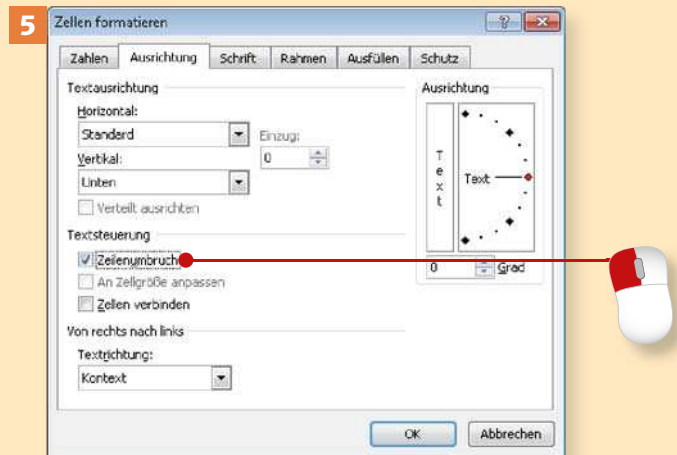 5
Zellen formatieren
Zahlen Ausrichtung Schrift Rahmen Ausfüllen Schutz
Textausrichtung
Horizontal:
Standard
Einzug:
0
Vertikal:
Unten
Verteilt ausrichten
Textsteuerung
Zeilenumbruch
An Zellgröße anpassen
Zellen verbinden
Von rechts nach links
Textrichtung:
Kontext
Ausrichtung
Text
Text
0 Grad
OK Abbrechen